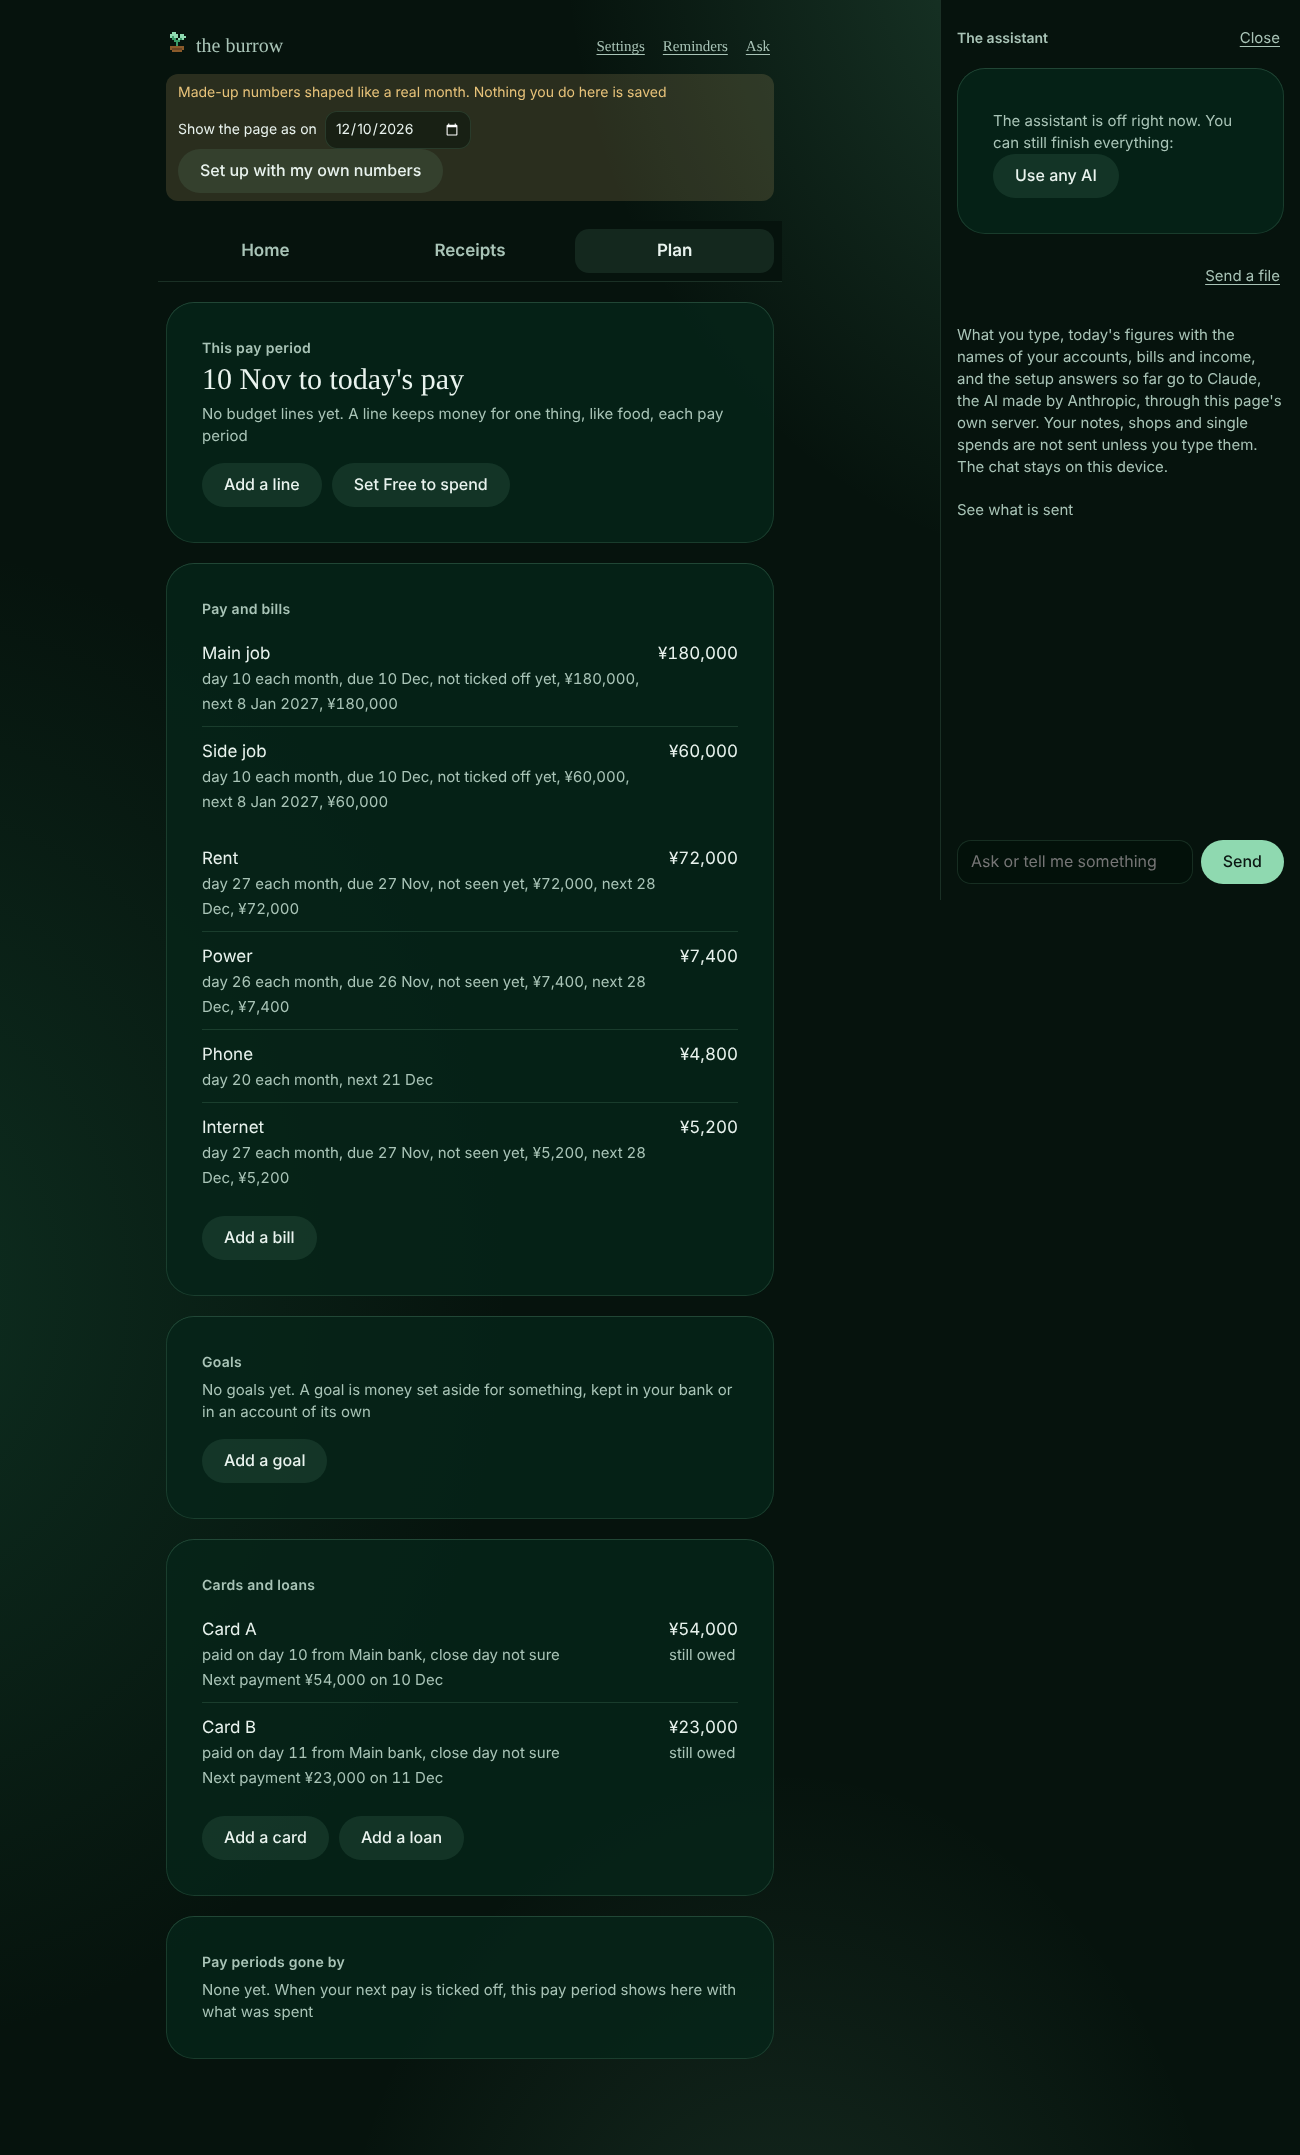 the burrow
Settings Reminders Ask
Made-up numbers shaped like a real month. Nothing you do here is saved
Show the page as on 12/10/2026
Set up with my own numbers
Home Receipts Plan
This pay period
10 Nov to today's pay
No budget lines yet. A line keeps money for one thing, like food, each pay
period
Add a line Set Free to spend
Pay and bills
Main job ¥180,000
day 10 each month, due 10 Dec, not ticked off yet, ¥180,000,
next 8 Jan 2027, ¥180,000
Side job ¥60,000
day 10 each month, due 10 Dec, not ticked off yet, ¥60,000,
next 8 Jan 2027, ¥60,000
Rent ¥72,000
day 27 each month, due 27 Nov, not seen yet, ¥72,000, next 28
Dec, ¥72,000
Power ¥7,400
day 26 each month, due 26 Nov, not seen yet, ¥7,400, next 28
Dec, ¥7,400
Phone ¥4,800
day 20 each month, next 21 Dec
Internet ¥5,200
day 27 each month, due 27 Nov, not seen yet, ¥5,200, next 28
Dec, ¥5,200
Add a bill
Goals
No goals yet. A goal is money set aside for something, kept in your bank or
in an account of its own
Add a goal
Cards and loans
Card A ¥54,000
paid on day 10 from Main bank, close day not sure still owed
Next payment ¥54,000 on 10 Dec
Card B ¥23,000
paid on day 11 from Main bank, close day not sure still owed
Next payment ¥23,000 on 11 Dec
Add a card Add a loan
Pay periods gone by
None yet. When your next pay is ticked off, this pay period shows here with
what was spent
The assistant Close
The assistant is off right now. You
can still finish everything:
Use any AI
Send a file
What you type, today's figures with the
names of your accounts, bills and income,
and the setup answers so far go to Claude,
the AI made by Anthropic, through this page's
own server. Your notes, shops and single
spends are not sent unless you type them.
The chat stays on this device.
See what is sent
Ask or tell me something Send